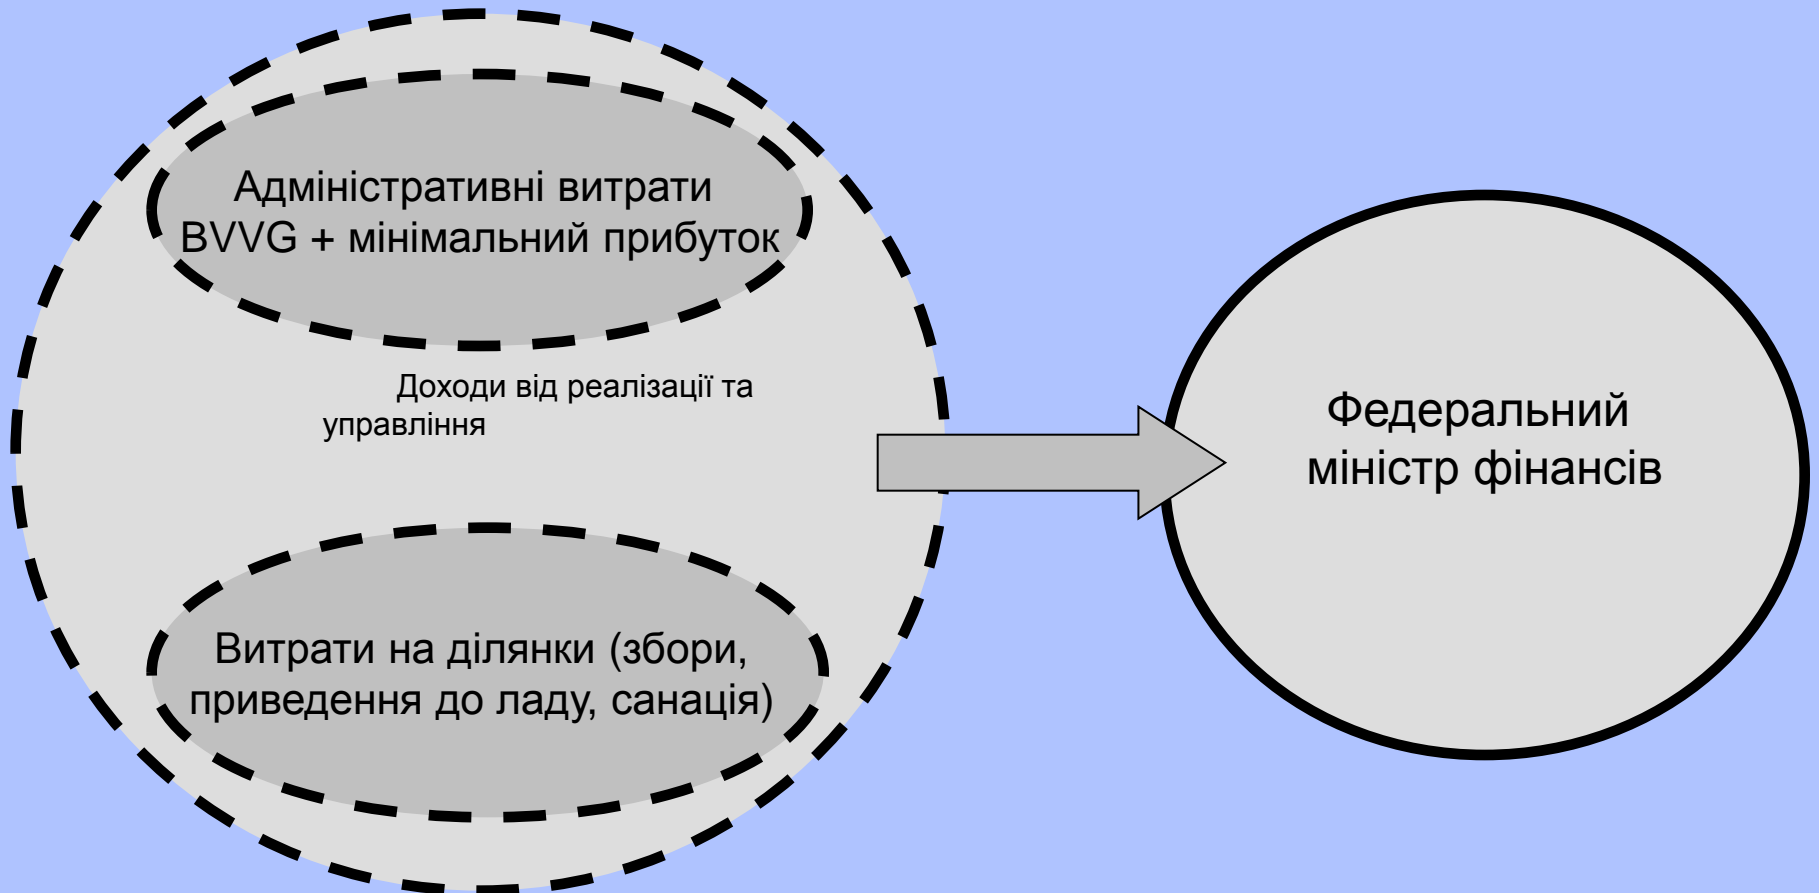 Адміністративні витрати
BVVG + мінімальний прибуток
Доходи від реалізації та
управління
Федеральний
міністр фінансів
Витрати на ділянки (збори,
приведення до ладу, санація)